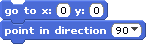 go to x: 0 y: 0
point in direction 90